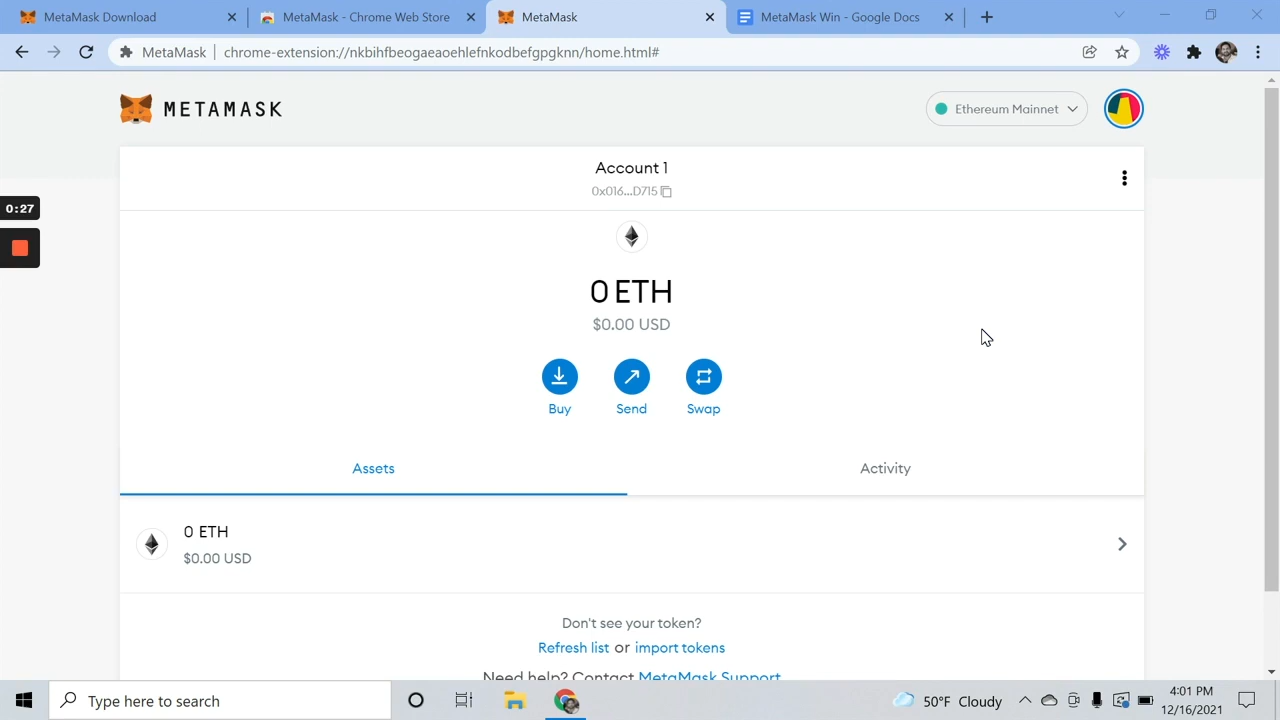 MetaMask Download
MetaMask - Chrome Web Store
MetaMask
MetaMask Win - Google Docs
MetaMask
chrome-extension://nkbihfbeogaeaoehlefnkodbefgpgknn/home.html#
METAMASK
Ethereum Mainnet
Account 1
0x016...D715
0:27
0 ETH
$0.00 USD
Buy
Send
Swap
Assets
Activity
0 ETH
$0.00 USD
Don't see your token?
Refresh list or import tokens
Need help? Contact MetaMask Support
Type here to search
50°F Cloudy
4:01 PM
12/16/2021